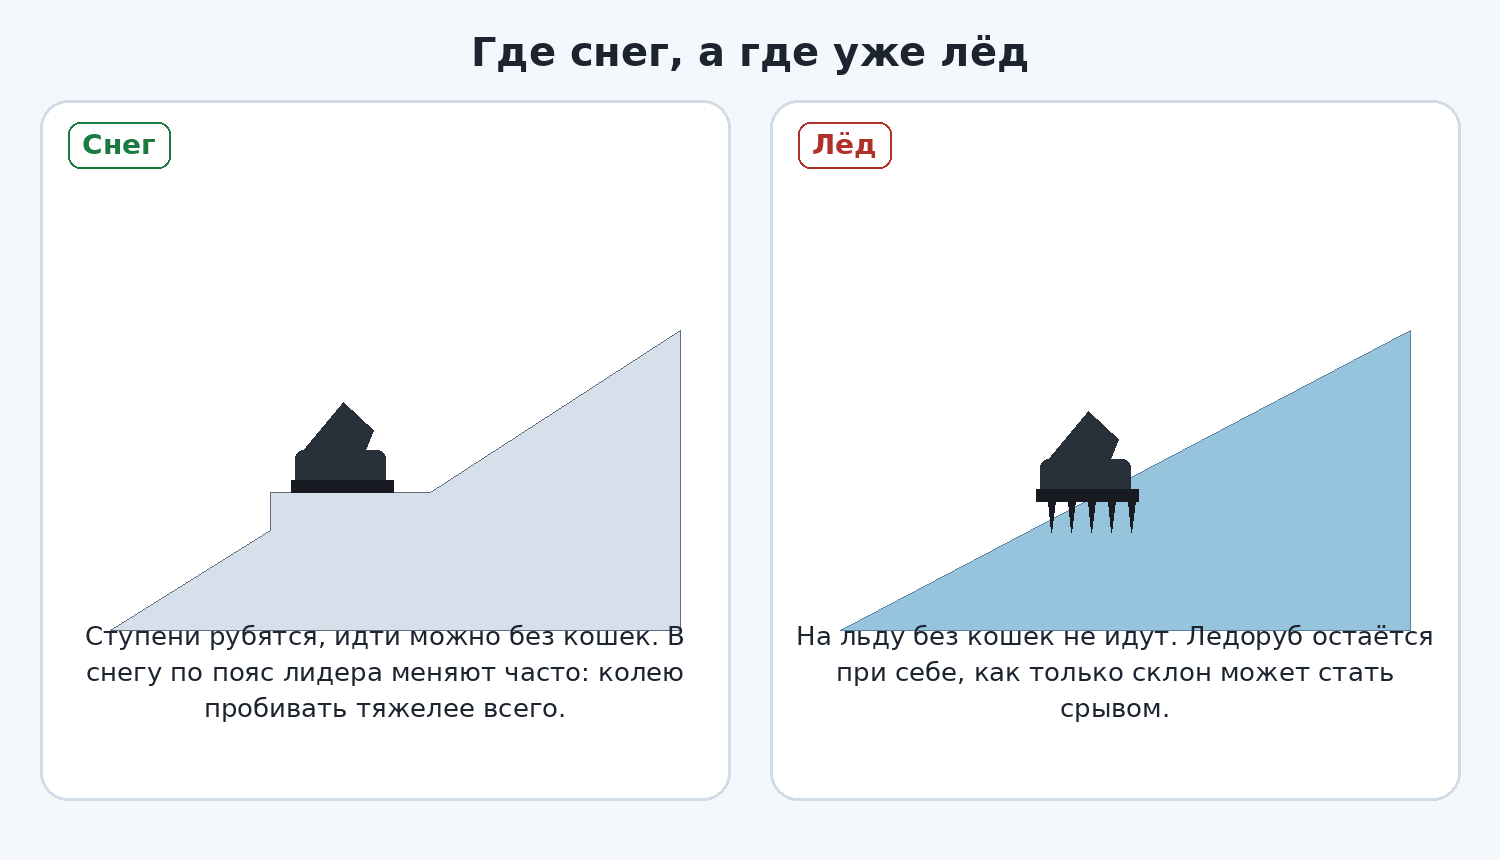 Где снег, а где уже лёд
Снег
Ступени рубятся, идти можно без кошек. В
снегу по пояс лидера меняют часто: колею
пробивать тяжелее всего.
Лёд
На льду без кошек не идут. Ледоруб остаётся
при себе, как только склон может стать
срывом.